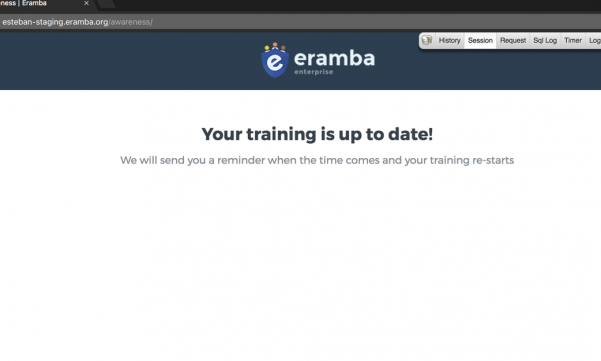 ness | Eramba
esteban-staging.eramba.org/awareness/
History Session Request Sql Log Timer Log
eramba
enterprise
Your training is up to date!
We will send you a reminder when the time comes and your training re-starts